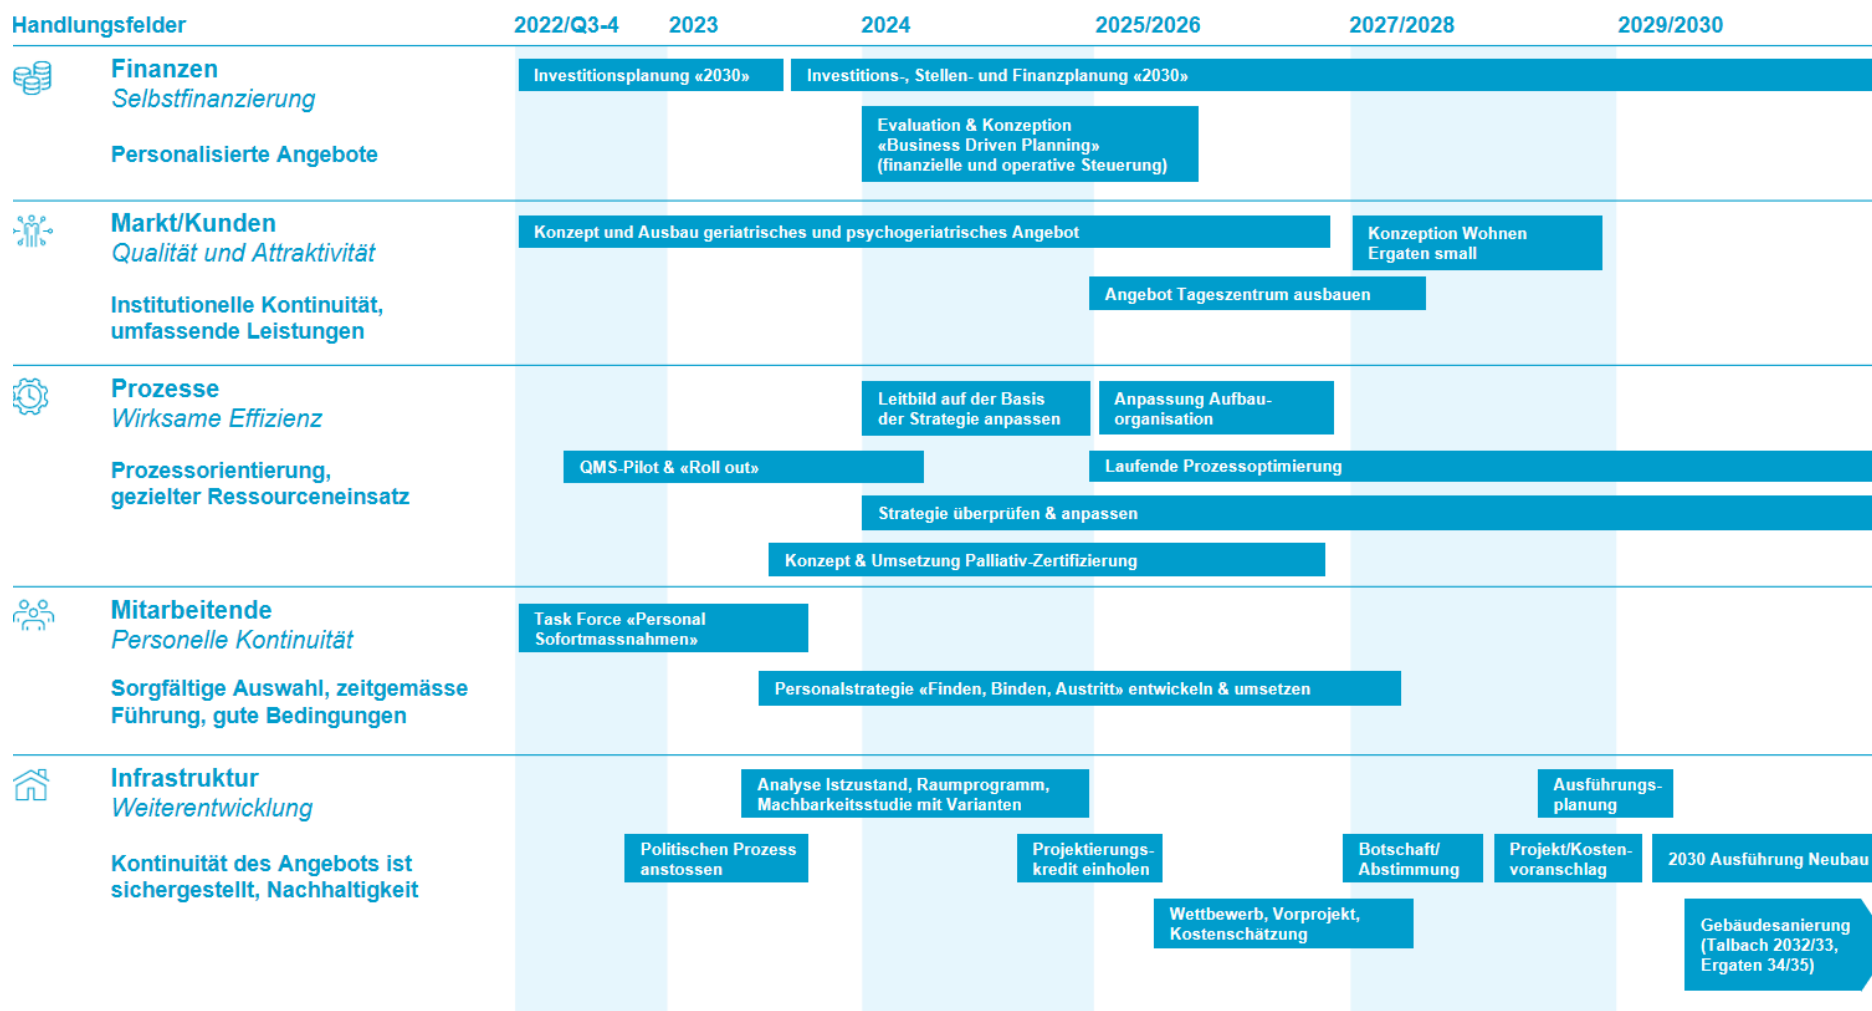 Handlungsfelder 2022/Q3-4 2023 2024 2025/2026 2027/2028 2029/2030
Finanzen
Selbstfinanzierung
Personalisierte Angebote
Investitionsplanung «2030»
Investitions-, Stellen- und Finanzplanung «2030»
Evaluation & Konzeption
«Business Driven Planning»
(finanzielle und operative Steuerung)
Markt/Kunden
Qualität und Attraktivität
Institutionelle Kontinuität,
umfassende Leistungen
Konzept und Ausbau geriatrisches und psychogeriatrisches Angebot
Konzeption Wohnen
Ergaten small
Angebot Tageszentrum ausbauen
Prozesse
Wirksame Effizienz
Prozessorientierung,
gezielter Ressourceneinsatz
Leitbild auf der Basis
der Strategie anpassen
Anpassung Aufbau-
organisation
QMS-Pilot & «Roll out»
Laufende Prozessoptimierung
Strategie überprüfen & anpassen
Konzept & Umsetzung Palliativ-Zertifizierung
Mitarbeitende
Personelle Kontinuität
Sorgfältige Auswahl, zeitgemässe
Führung, gute Bedingungen
Task Force «Personal
Sofortmassnahmen»
Personalstrategie «Finden, Binden, Austritt» entwickeln & umsetzen
Infrastruktur
Weiterentwicklung
Kontinuität des Angebots ist
sichergestellt, Nachhaltigkeit
Analyse Istzustand, Raumprogramm,
Machbarkeitsstudie mit Varianten
Ausführungs-
planung
Politischen Prozess
anstossen
Projektierungs-
kredit einholen
Botschaft/
Abstimmung
Projekt/Kosten-
voranschlag
2030 Ausführung Neubau
Wettbewerb, Vorprojekt,
Kostenschätzung
Gebäudesanierung
(Talbach 2032/33,
Ergaten 34/35)